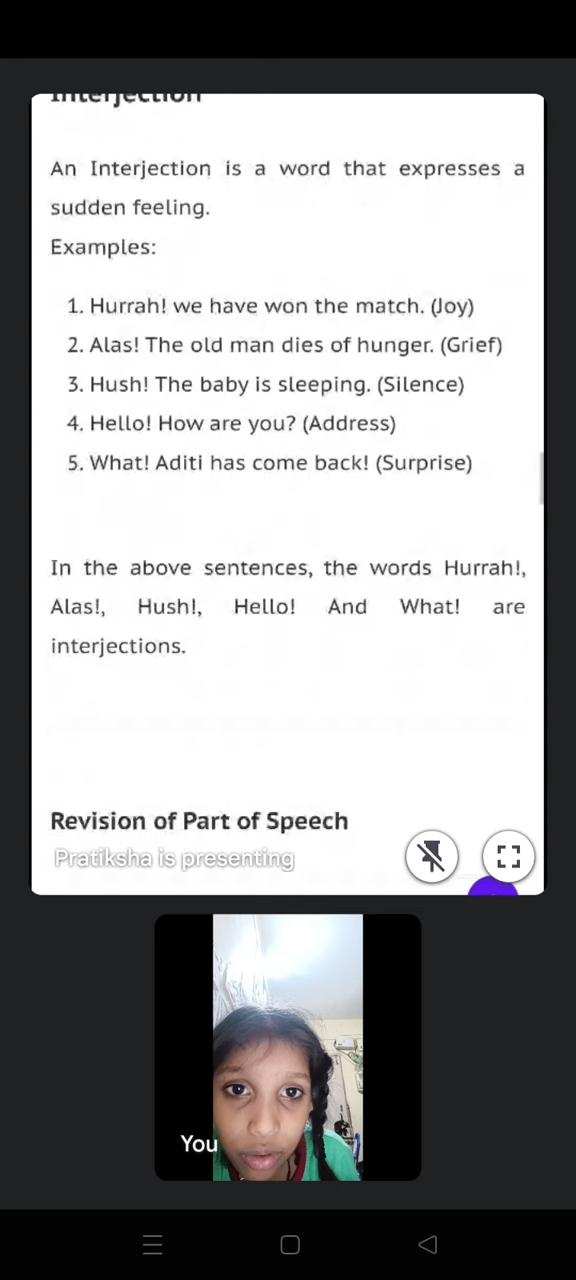 Interjection
An Interjection is a word that expresses a
sudden feeling.
Examples:
1. Hurrah! we have won the match. (Joy)
2. Alas! The old man dies of hunger. (Grief)
3. Hush! The baby is sleeping. (Silence)
4. Hello! How are you? (Address)
5. What! Aditi has come back! (Surprise)
In the above sentences, the words Hurrah!,
Alas!, Hush!, Hello! And What! are
interjections.
Revision of Part of Speech
Pratiksha is presenting
You